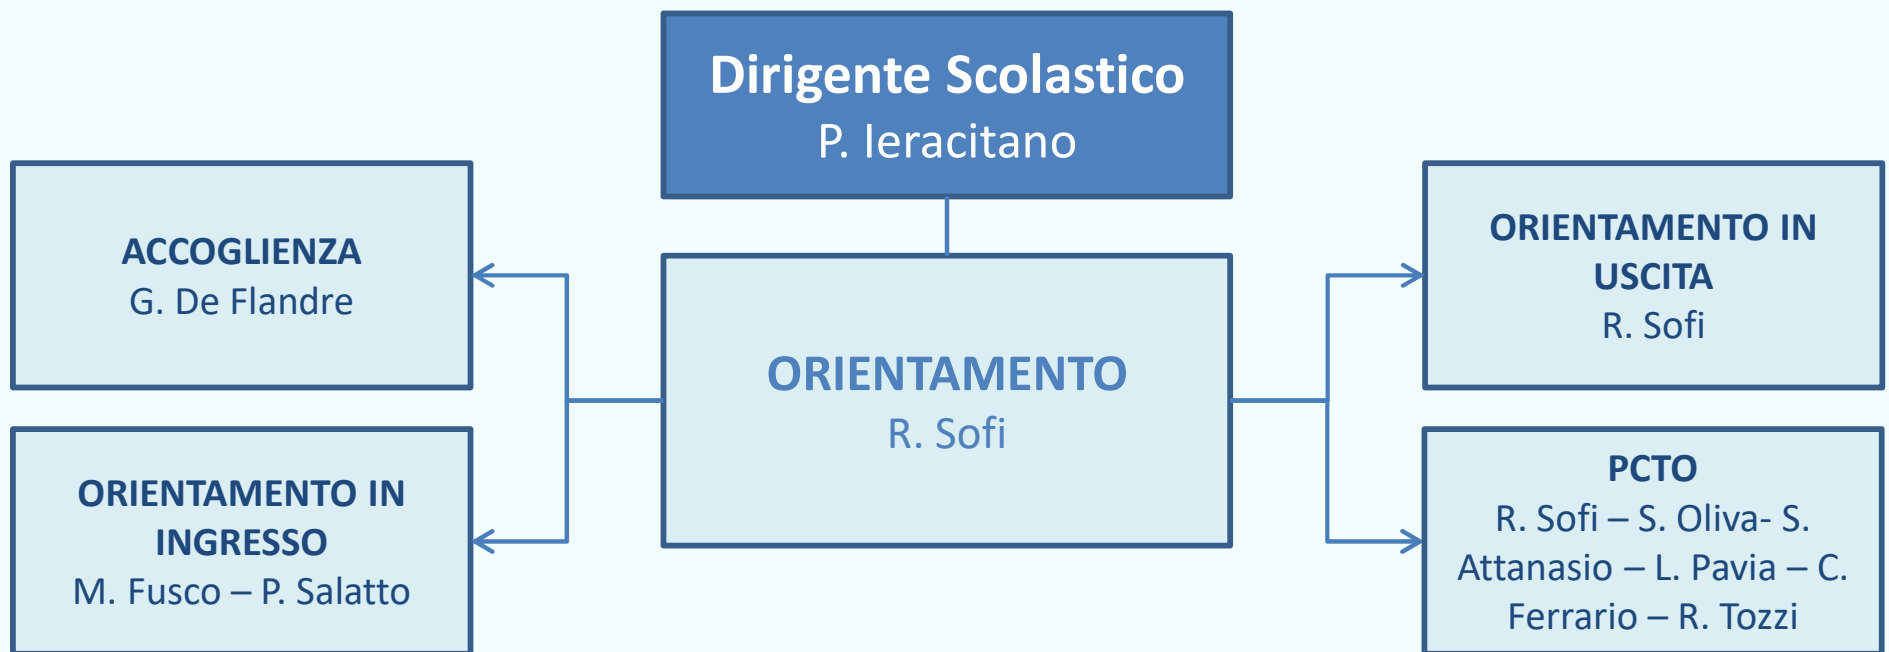 Dirigente Scolastico
P. Ieracitano
ACCOGLIENZA
G. De Flandre
ORIENTAMENTO IN
INGRESSO
M. Fusco – P. Salatto
ORIENTAMENTO
R. Sofi
ORIENTAMENTO IN
USCITA
R. Sofi
PCTO
R. Sofi – S. Oliva- S.
Attanasio – L. Pavia – C.
Ferrario – R. Tozzi